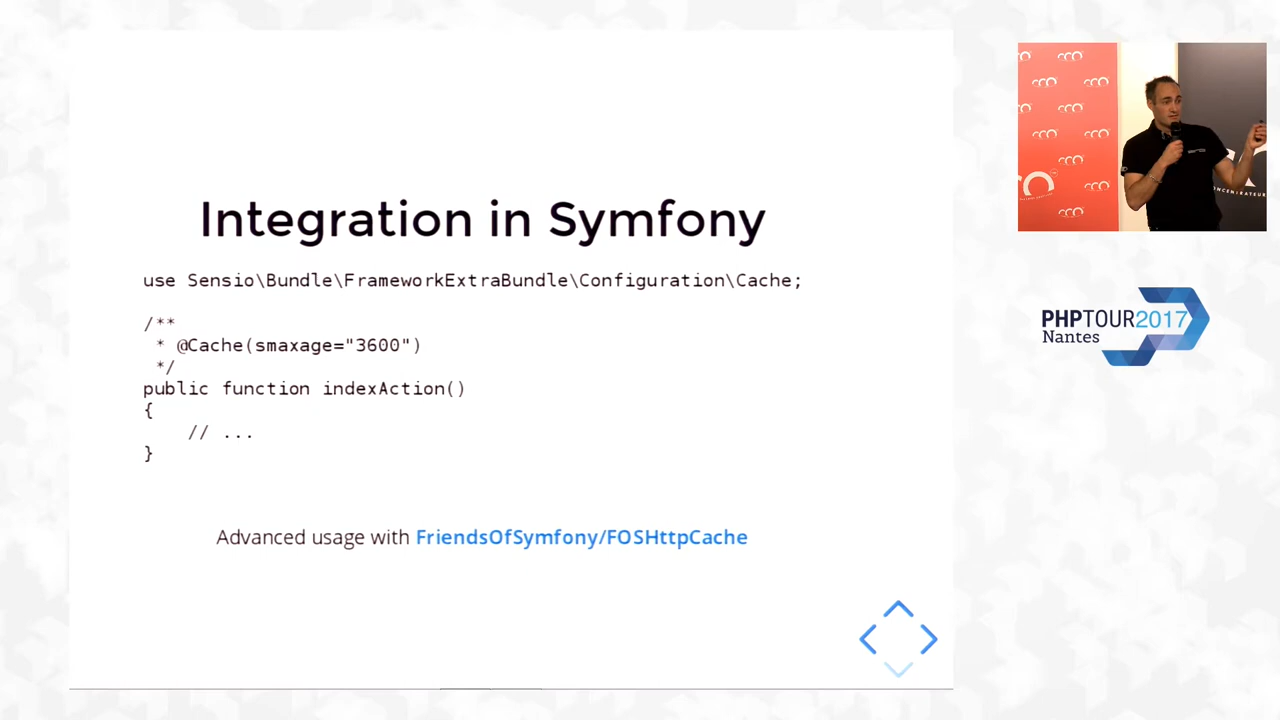 Integration in Symfony
use Sensio\Bundle\FrameworkExtraBundle\Configuration\Cache;
/**
 * @Cache(smaxage="3600")
 */
public function indexAction()
{
    // ...
}
Advanced usage with FriendsOfSymfony/FOSHttpCache
PHPTOUR2017
Nantes